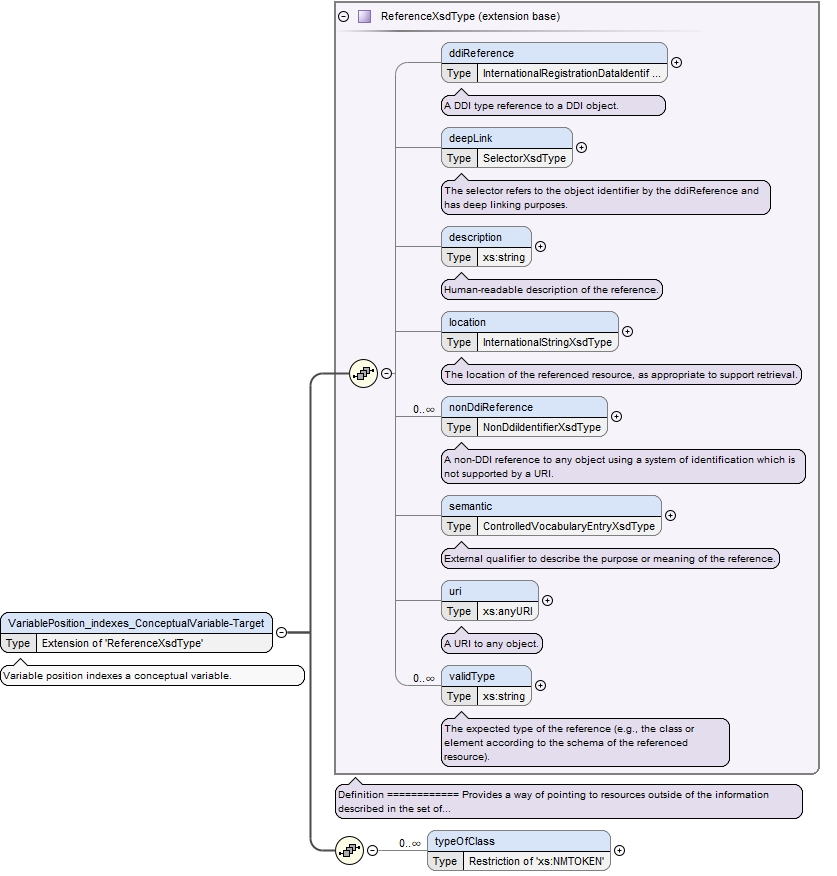 ReferenceXsdType (extension base)
ddiReference
Type InternationalRegistrationDataIdentif ...
A DDI type reference to a DDI object.
deepLink
Type SelectorXsdType
The selector refers to the object identifier by the ddiReference and
has deep linking purposes.
description
Type xs:string
Human-readable description of the reference.
location
Type InternationalStringXsdType
The location of the referenced resource, as appropriate to support retrieval.
0..∞
nonDdiReference
Type NonDdiIdentifierXsdType
A non-DDI reference to any object using a system of identification which is
not supported by a URI.
semantic
Type ControlledVocabularyEntryXsdType
External qualifier to describe the purpose or meaning of the reference.
uri
Type xs:anyURI
A URI to any object.
0..∞
validType
Type xs:string
The expected type of the reference (e.g., the class or
element according to the schema of the referenced
resource).
VariablePosition_indexes_ConceptualVariable-Target
Type Extension of 'ReferenceXsdType'
Variable position indexes a conceptual variable.
Definition ============ Provides a way of pointing to resources outside of the information
described in the set of...
0..∞
typeOfClass
Type Restriction of 'xs:NMTOKEN'